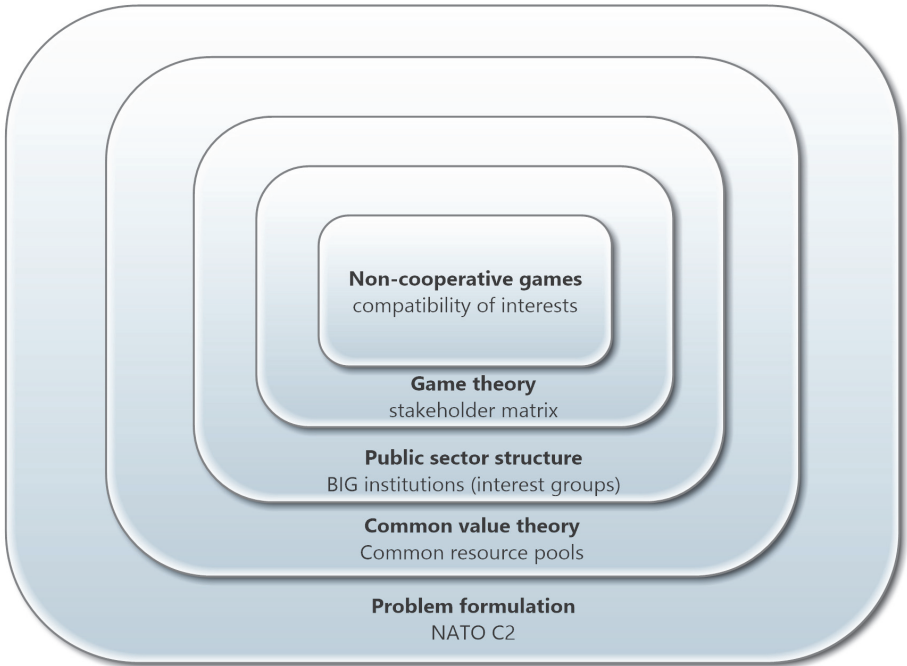 Non-cooperative games
compatibility of interests
Game theory
stakeholder matrix
Public sector structure
BIG institutions (interest groups)
Common value theory
Common resource pools
Problem formulation
NATO C2